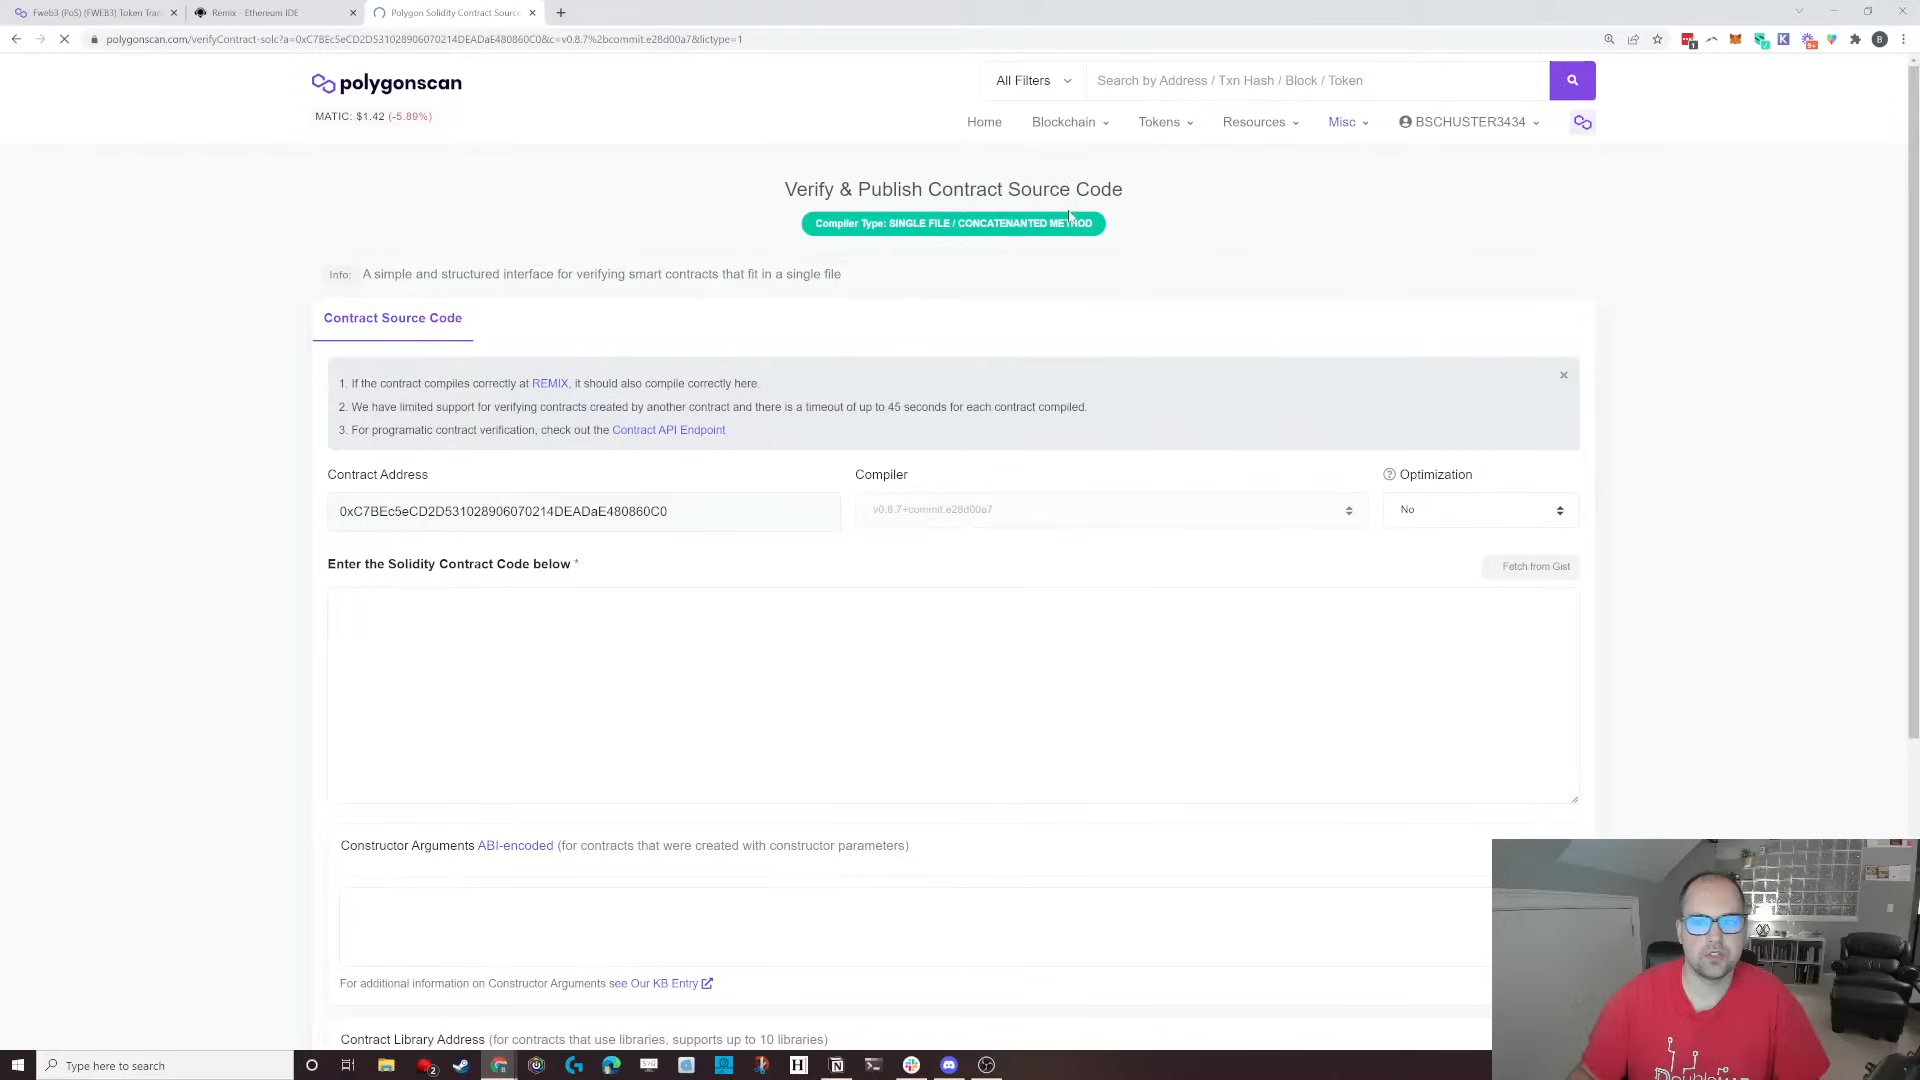 Fweb3 (PoS) (FWEB3) Token Trac
Remix - Ethereum IDE
Polygon Solidity Contract Source
polygonscan.com/verifyContract-solc?a=0xC7BEc5eCD2D531028906070214DEADaE480860C0&c=v0.8.7%2bcommit.e28d00a7&lictype=1
polygonscan
All Filters
Search by Address / Txn Hash / Block / Token
MATIC: $1.42 (-5.89%)
Home
Blockchain
Tokens
Resources
Misc
BSCHUSTER3434
Verify & Publish Contract Source Code
Compiler Type: SINGLE FILE / CONCATENANTED METHOD
Info: A simple and structured interface for verifying smart contracts that fit in a single file
Contract Source Code
1. If the contract compiles correctly at REMIX, it should also compile correctly here.
2. We have limited support for verifying contracts created by another contract and there is a timeout of up to 45 seconds for each contract compiled.
3. For programatic contract verification, check out the Contract API Endpoint
Contract Address
Compiler
Optimization
0xC7BEc5eCD2D531028906070214DEADaE480860C0
v0.8.7+commit.e28d00a7
No
Enter the Solidity Contract Code below *
Fetch from Gist
Constructor Arguments ABI-encoded (for contracts that were created with constructor parameters)
For additional information on Constructor Arguments see Our KB Entry
Contract Library Address (for contracts that use libraries, supports up to 10 libraries)
Type here to search